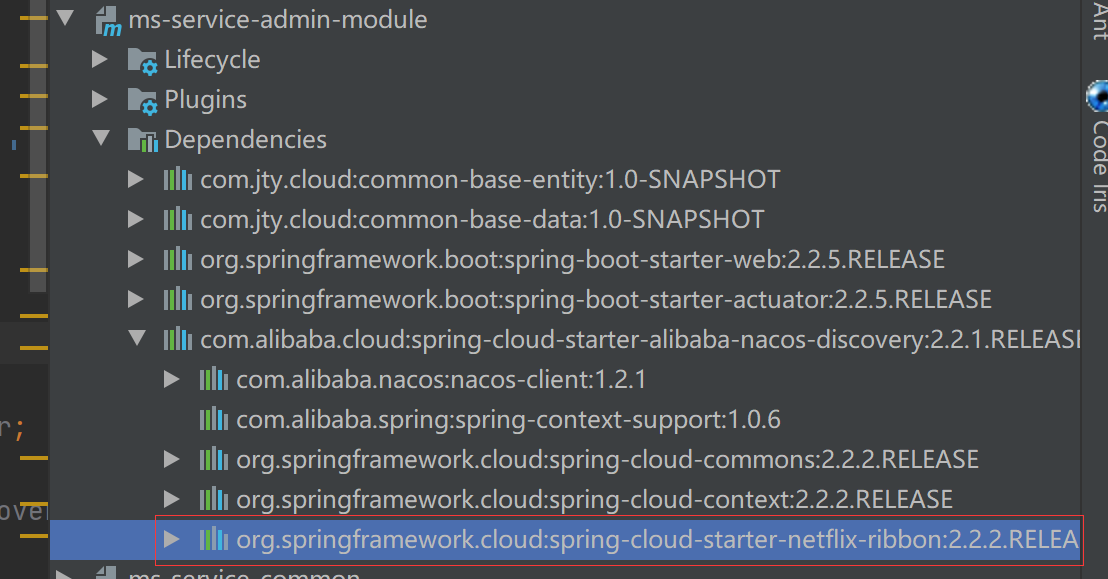 ms-service-admin-module
Lifecycle
Plugins
Dependencies
com.jty.cloud:common-base-entity:1.0-SNAPSHOT
com.jty.cloud:common-base-data:1.0-SNAPSHOT
org.springframework.boot:spring-boot-starter-web:2.2.5.RELEASE
org.springframework.boot:spring-boot-starter-actuator:2.2.5.RELEASE
com.alibaba.cloud:spring-cloud-starter-alibaba-nacos-discovery:2.2.1.RELEASE
com.alibaba.nacos:nacos-client:1.2.1
com.alibaba.spring:spring-context-support:1.0.6
org.springframework.cloud:spring-cloud-commons:2.2.2.RELEASE
org.springframework.cloud:spring-cloud-context:2.2.2.RELEASE
org.springframework.cloud:spring-cloud-starter-netflix-ribbon:2.2.2.RELEA
ms-service-common
r;
over
Ant
Code Iris